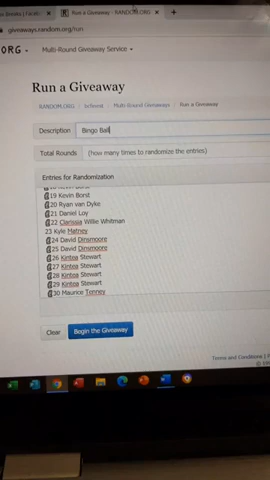 Run a Giveaway - RANDOM.ORG
giveaways.random.org/run
ORG
Multi-Round Giveaway Service
Run a Giveaway
RANDOM.ORG / School / Multi-Round Giveaways / Run a Giveaway
Description Bingo Ball
Total Rounds (how many times to randomize the entries)
Entries for Randomization
19 Kevin Borst
20 Ryan van Dyke
21 Daniel Loy
22 Clarissia Willie Whitman
23 Kyle Matney
24 David Dinsmoore
25 David Dinsmoore
26 Kintea Stewart
27 Kintea Stewart
28 Kintea Stewart
29 Kintea Stewart
30 Maurice Tenney
Clear Begin the Giveaway
Terms and Conditions